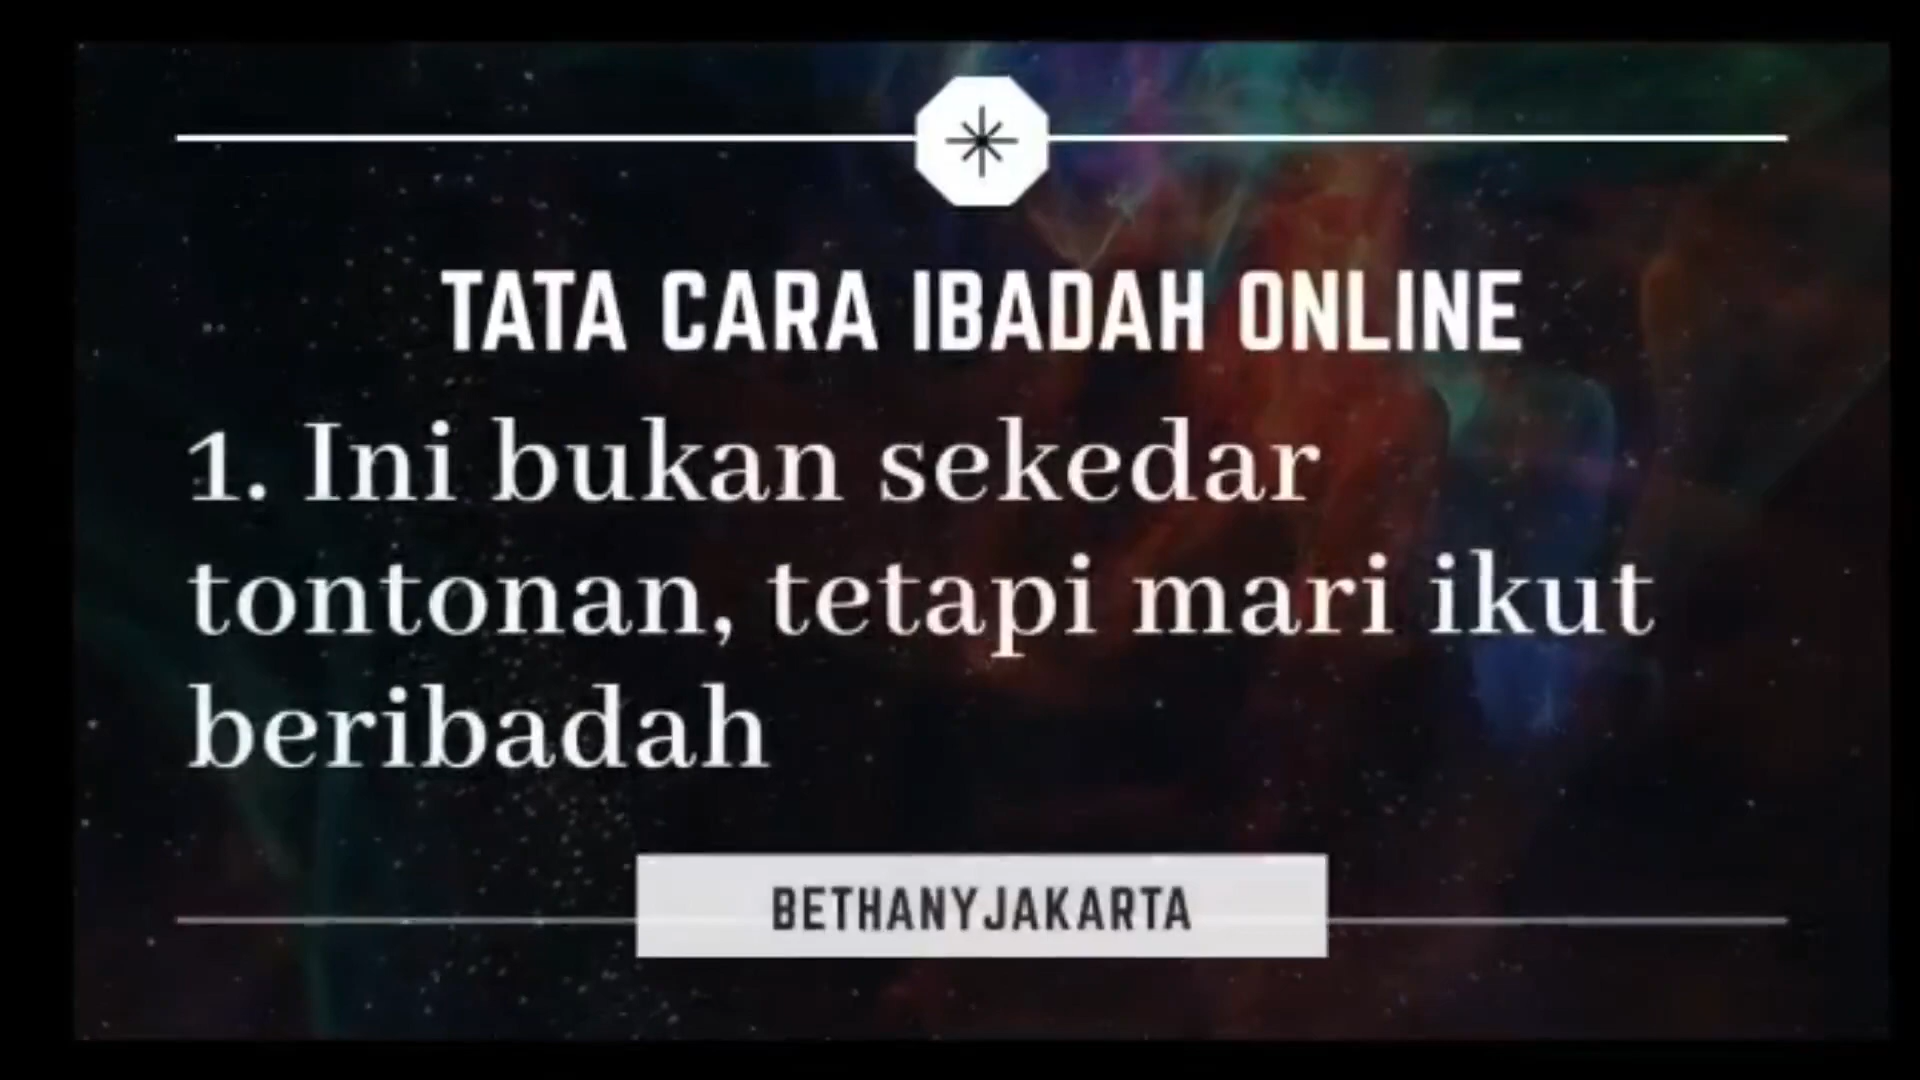 TATA CARA IBADAH ONLINE
1. Ini bukan sekedar
tontonan, tetapi mari ikut
beribadah
BETHANYJAKARTA